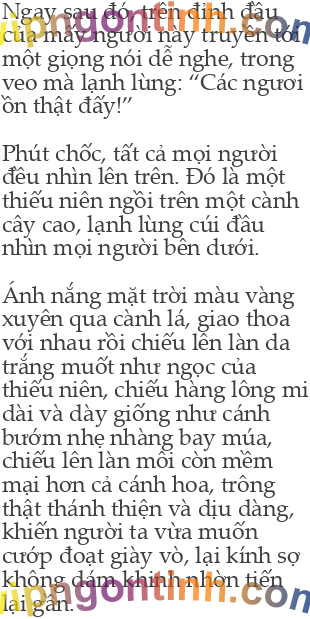 Ngay sau đó, trên đỉnh đầu
của mấy người này truyền tới
một giọng nói dễ nghe, trong
veo mà lạnh lùng: “Các ngươi
ồn thật đấy!”
Phút chốc, tất cả mọi người
đều nhìn lên trên. Đó là một
thiếu niên ngồi trên một cành
cây cao, lạnh lùng cúi đầu
nhìn mọi người bên dưới.
Ánh nắng mặt trời màu vàng
xuyên qua cành lá, giao thoa
với nhau rồi chiếu lên làn da
trắng muốt như ngọc của
thiếu niên, chiếu hàng lông mi
dài và dày giống như cánh
bướm nhẹ nhàng bay múa,
chiếu lên làn môi còn mềm
mại hơn cả cánh hoa, trông
thật thánh thiện và dịu dàng,
khiến người ta vừa muốn
cướp đoạt giày vò, lại kính sợ
không dám khinh nhờn tiến
lại gần.
vipngontinh.com
vipngontinh.com